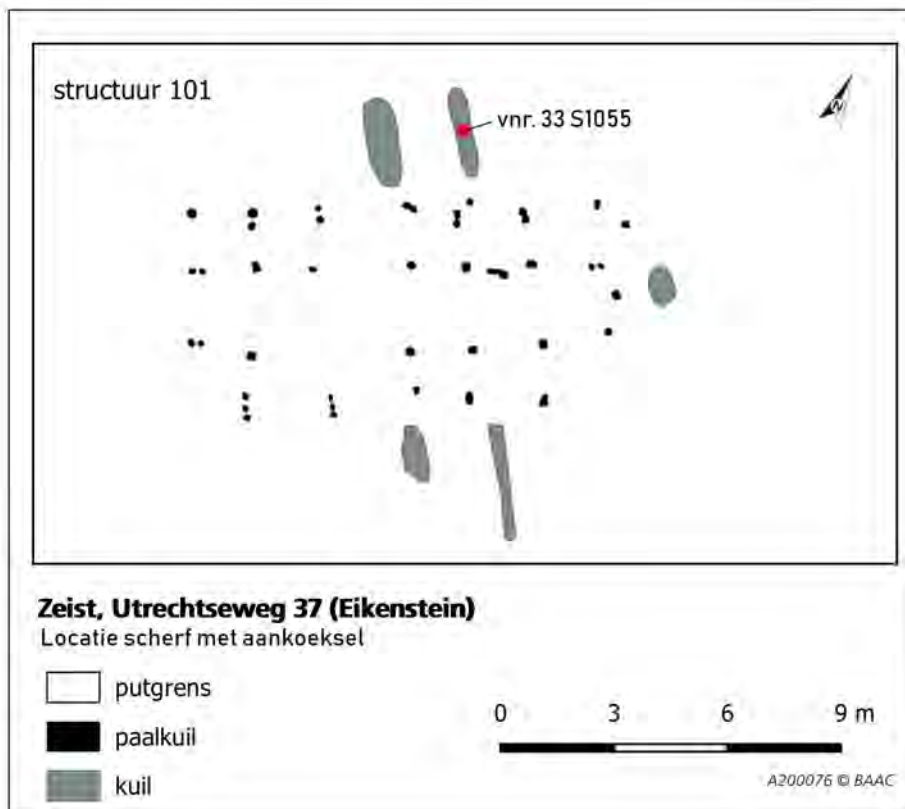 structuur 101
N
vnr. 33 S1055
Zeist, Utrechtseweg 37 (Eikenstein)
Locatie scherf met aankoeksel
putgrens
paalkuil
kuil
0 3 6 9 m
A200076 © BAAC